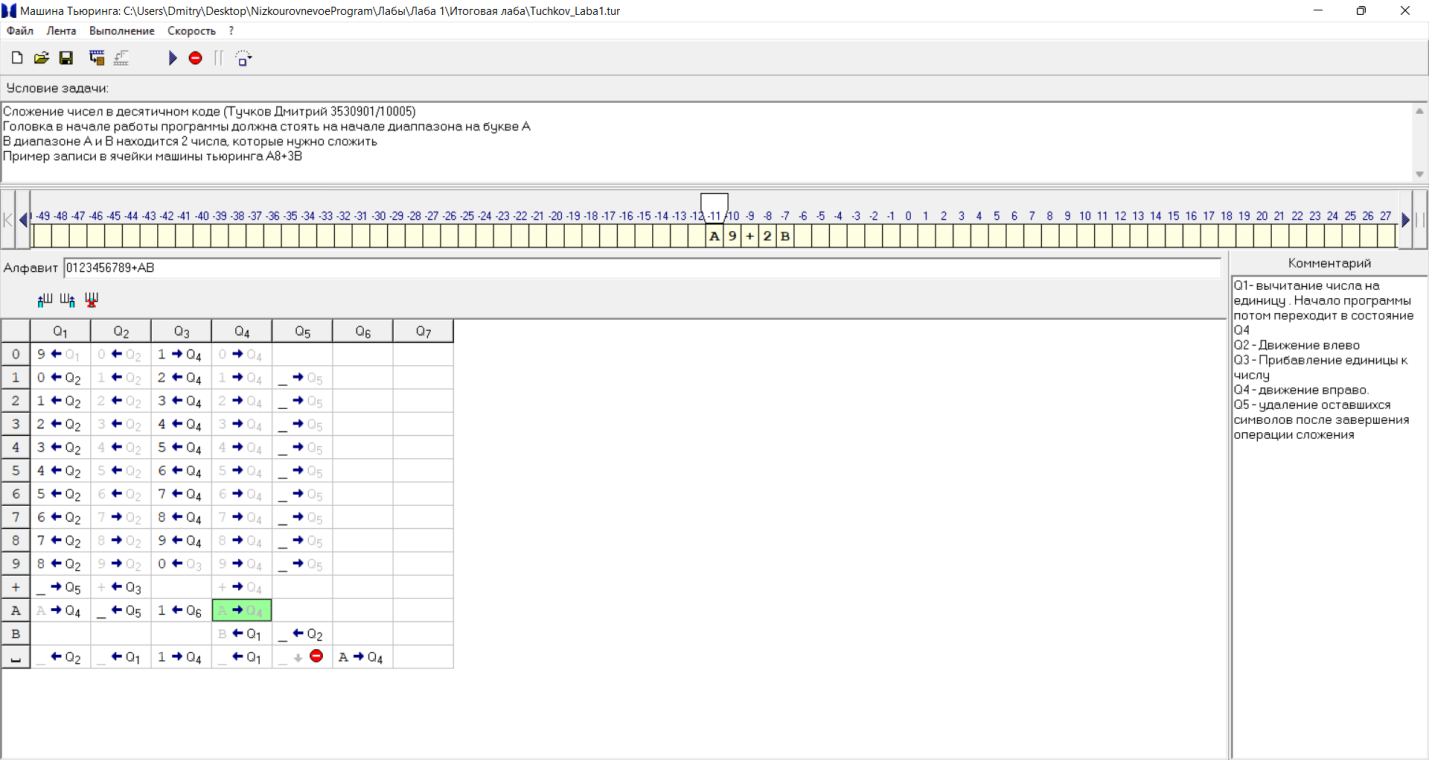 Машина Тьюринга: C:\Users\Dmitry\Desktop\NizkourovnevoeProgram\Лабы\Лаба 1\Итоговая лаба\Tuchkov_Laba1.tur
Файл Лента Выполнение Скорость ?
Условие задачи:
Сложение чисел в десятичном коде (Тучков Дмитрий 3530901/10005)
Головка в начале работы программы должна стоять на начале диаппазона на букве А
В диапазоне А и В находится 2 числа, которые нужно сложить
Пример записи в ячейки машины тьюринга А8+3В
-49 -48 -47 -46 -45 -44 -43 -42 -41 -40 -39 -38 -37 -36 -35 -34 -33 -32 -31 -30 -29 -28 -27 -26 -25 -24 -23 -22 -21 -20 -19 -18 -17 -16 -15 -14 -13 -12 -11 -10 -9 -8 -7 -6 -5 -4 -3 -2 -1 0 1 2 3 4 5 6 7 8 9 10 11 12 13 14 15 16 17 18 19 20 21 22 23 24 25 26 27
A 9 + 2 B
Алфавит 0123456789+AB
Комментарий
Q1- вычитание числа на
единицу . Начало программы
потом переходит в состояние
Q4
Q2 - Движение влево
Q3 - Прибавление единицы к
числу
Q4 - движение вправо.
Q5 - удаление оставшихся
символов после завершения
операции сложения
Q1 Q2 Q3 Q4 Q5 Q6 Q7
0 9 ← Q1 0 ← Q2 1 → Q4 0 → Q4
1 0 ← Q2 1 ← Q2 2 ← Q4 1 → Q4 _ → Q5
2 1 ← Q2 2 ← Q2 3 ← Q4 2 → Q4 _ → Q5
3 2 ← Q2 3 ← Q2 4 ← Q4 3 → Q4 _ → Q5
4 3 ← Q2 4 ← Q2 5 ← Q4 4 → Q4 _ → Q5
5 4 ← Q2 5 ← Q2 6 ← Q4 5 → Q4 _ → Q5
6 5 ← Q2 6 ← Q2 7 ← Q4 6 → Q4 _ → Q5
7 6 ← Q2 7 → Q2 8 ← Q4 7 → Q4 _ → Q5
8 7 ← Q2 8 → Q2 9 ← Q4 8 → Q4 _ → Q5
9 8 ← Q2 9 → Q2 0 ← Q3 9 → Q4 _ → Q5
+ _ → Q5 + ← Q3 + → Q4
A A → Q4 _ ← Q5 1 ← Q6 A → Q4
B B ← Q1 _ ← Q2
_ ← Q2 _ ← Q1 1 → Q4 _ ← Q1 _ ↓ A → Q4